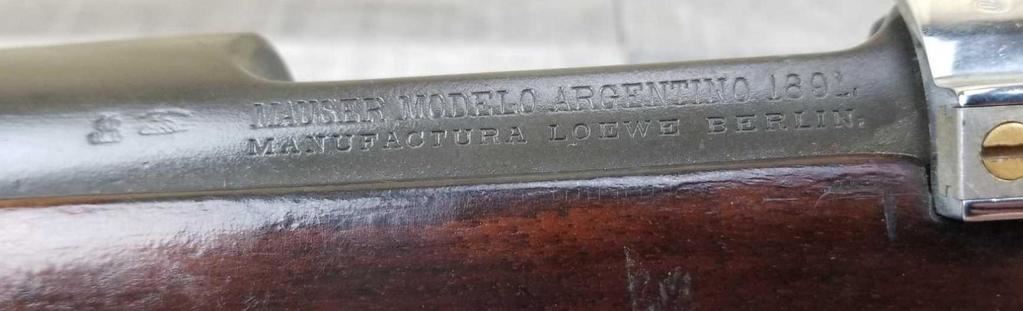 MAUSER MODELO ARGENTINO 1891.
MANUFACTURA LOEWE BERLIN.